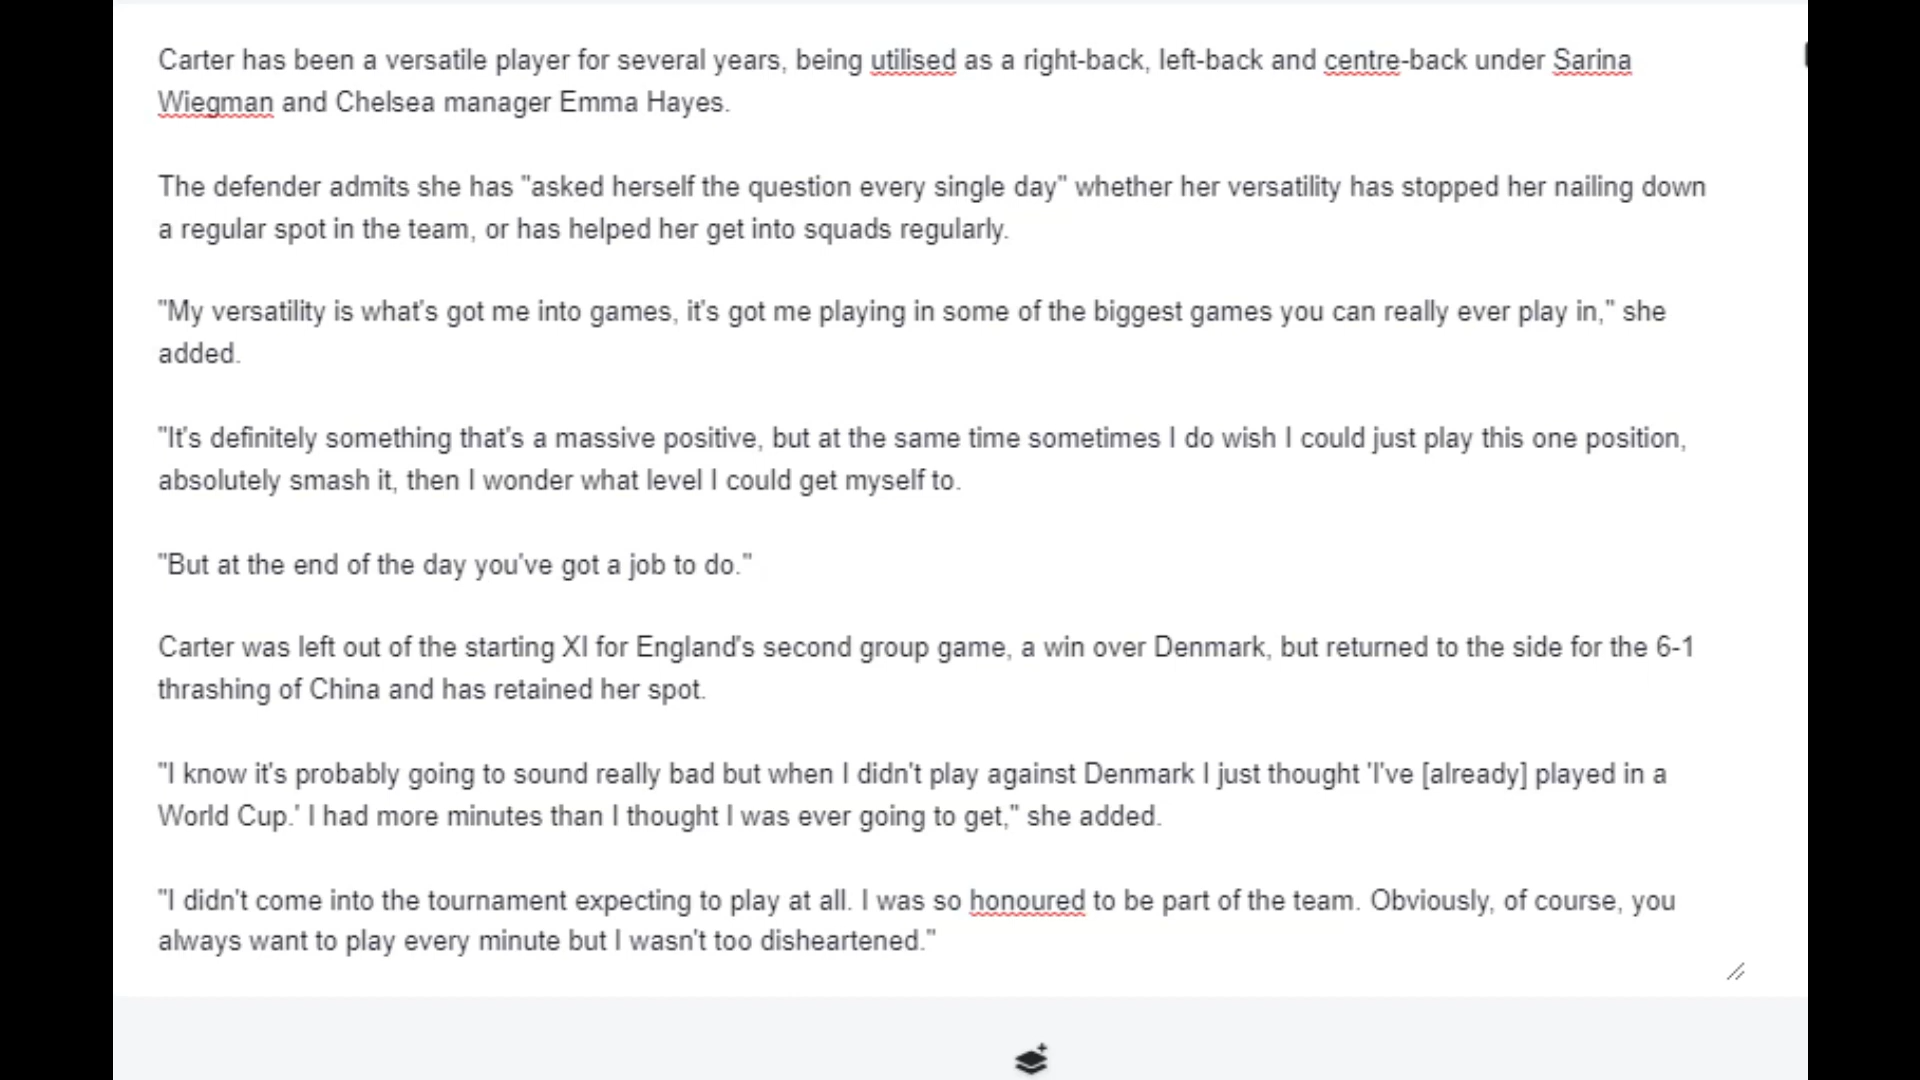 Carter has been a versatile player for several years, being utilised as a right-back, left-back and centre-back under Sarina
Wiegman and Chelsea manager Emma Hayes.
The defender admits she has "asked herself the question every single day" whether her versatility has stopped her nailing down
a regular spot in the team, or has helped her get into squads regularly.
"My versatility is what's got me into games, it's got me playing in some of the biggest games you can really ever play in," she
added.
"It's definitely something that's a massive positive, but at the same time sometimes I do wish I could just play this one position,
absolutely smash it, then I wonder what level I could get myself to.
"But at the end of the day you've got a job to do."
Carter was left out of the starting XI for England's second group game, a win over Denmark, but returned to the side for the 6-1
thrashing of China and has retained her spot.
"I know it's probably going to sound really bad but when I didn't play against Denmark I just thought 'I've [already] played in a
World Cup.' I had more minutes than I thought I was ever going to get," she added.
"I didn't come into the tournament expecting to play at all. I was so honoured to be part of the team. Obviously, of course, you
always want to play every minute but I wasn't too disheartened."